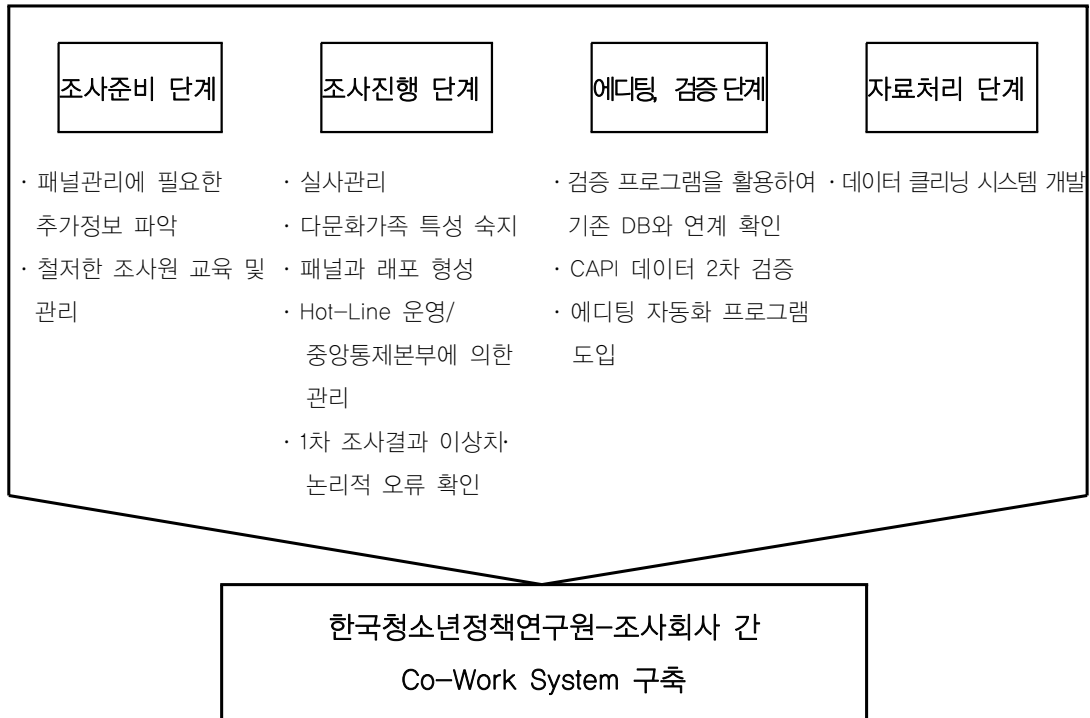 조사준비 단계
· 패널관리에 필요한
추가정보 파악
· 철저한 조사원 교육 및
관리
조사진행 단계
· 실사관리
· 다문화가족 특성 숙지
· 패널과 래포 형성
· Hot-Line 운영/
중앙통제본부에 의한
관리
· 1차 조사결과 이상치·
논리적 오류 확인
에디팅, 검증 단계
· 검증 프로그램을 활용하여
기존 DB와 연계 확인
· CAPI 데이터 2차 검증
· 에디팅 자동화 프로그램
도입
자료처리 단계
· 데이터 클리닝 시스템 개발
한국청소년정책연구원-조사회사 간
Co-Work System 구축